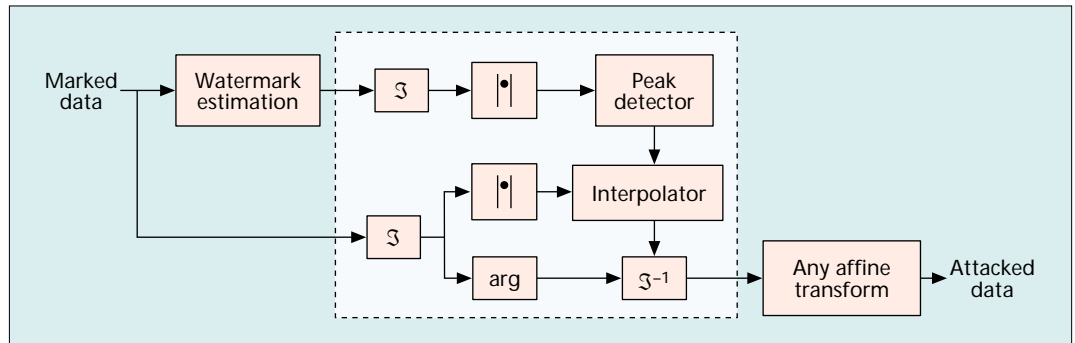 Marked
data
Watermark
estimation
ℑ
|•|
Peak
detector
|•|
Interpolator
ℑ
arg
ℑ⁻¹
Any affine
transform
Attacked
data